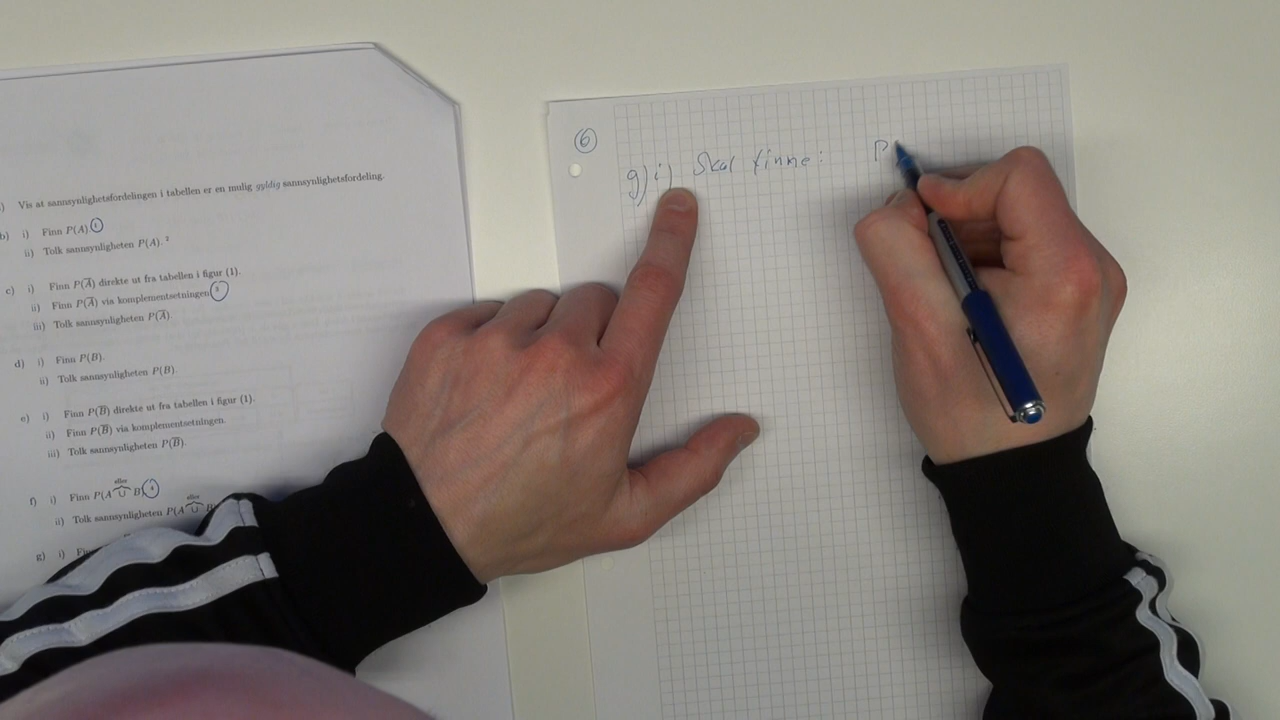 ) Vis at sannsynlighetsfordelingen i tabellen er en mulig gyldig sannsynlighetsfordeling.
b) i) Finn P(A). 1
ii) Tolk sannsynligheten P(A). 2
c) i) Finn P(A̅) direkte ut fra tabellen i figur (1).
ii) Finn P(A̅) via komplementsetningen. 3
iii) Tolk sannsynligheten P(A̅).
d) i) Finn P(B).
ii) Tolk sannsynligheten P(B).
e) i) Finn P(B̅) direkte ut fra tabellen i figur (1).
ii) Finn P(B̅) via komplementsetningen.
iii) Tolk sannsynligheten P(B̅).
eller
f) i) Finn P(A ∪ B) 4
eller
ii) Tolk sannsynligheten P(A ∪ B
g) i)
6
g) i) Skal finne: P